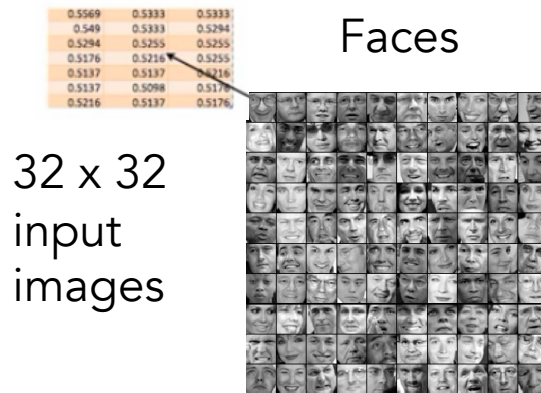 0.5569 0.5333 0.5333
0.549 0.5333 0.5294
0.5294 0.5255 0.5255
0.5176 0.5216 0.5255
0.5137 0.5137 0.5216
0.5137 0.5098 0.5176
0.5216 0.5137 0.5176
Faces
32 x 32
input
images